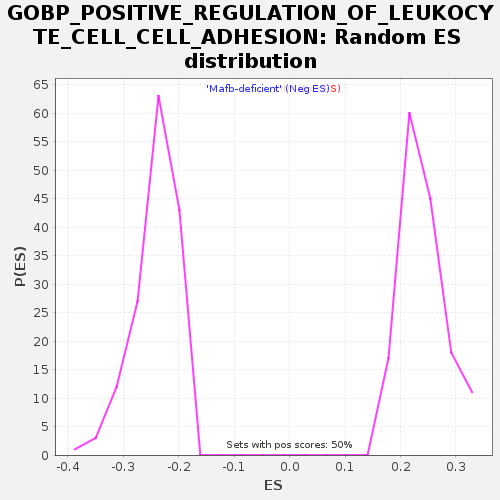 GOBP_POSITIVE_REGULATION_OF_LEUKOCY
TE_CELL_CELL_ADHESION: Random ES
distribution
'Mafb-deficient' (Neg ES)S)
65
60
55
50
45
40
35
30
25
20
15
10
5
0
P(ES)
Sets with pos scores: 50%
-0.4 -0.3 -0.2 -0.1 0.0 0.1 0.2 0.3
ES